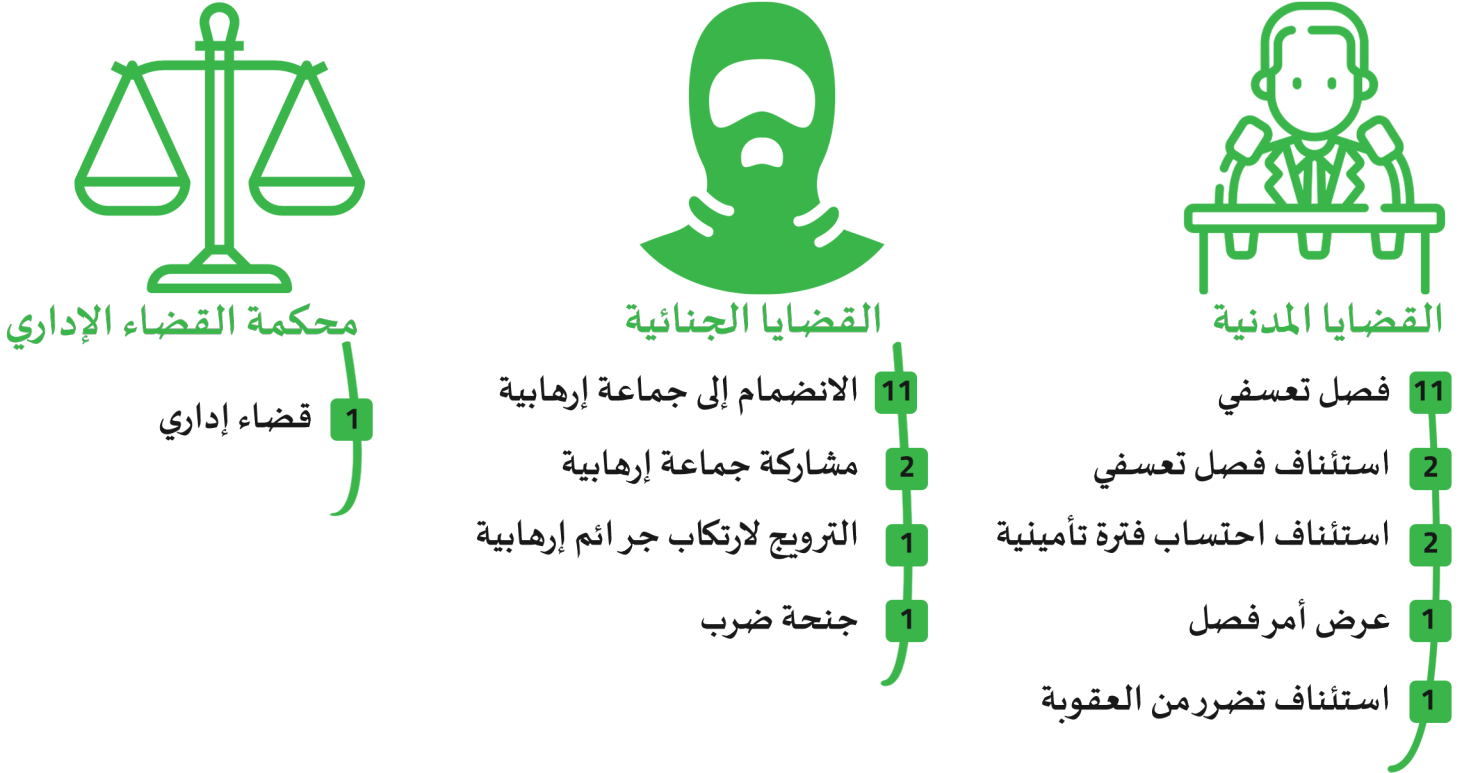 القضايا المدنية
11 فصل تعسفي
2 استئناف فصل تعسفي
2 استئناف احتساب فترة تأمينية
1 عرض أمر فصل
1 استئناف تضرر من العقوبة
القضايا الجنائية
11 الانضمام إلى جماعة إرهابية
2 مشاركة جماعة إرهابية
1 الترويج لارتكاب جرائم إرهابية
1 جنحة ضرب
محكمة القضاء الإداري
1 قضاء إداري